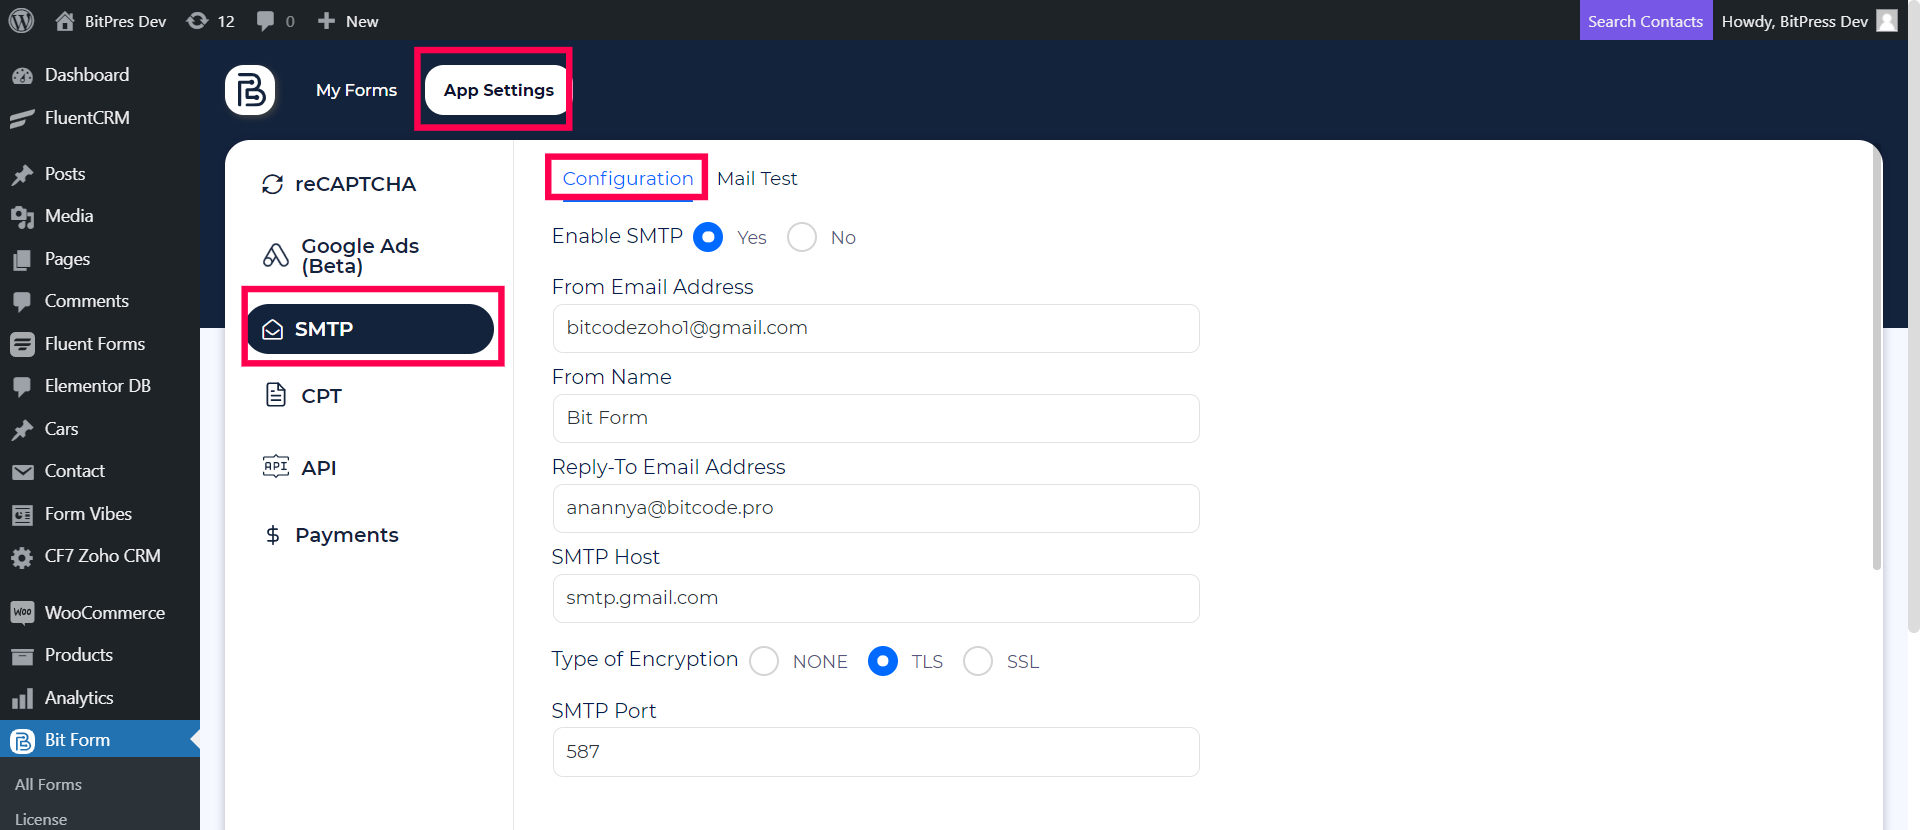 BitPres Dev 12 0 New Search Contacts Howdy, BitPress Dev
Dashboard
FluentCRM
Posts
Media
Pages
Comments
Fluent Forms
Elementor DB
Cars
Contact
Form Vibes
CF7 Zoho CRM
WOO WooCommerce
Products
Analytics
Bit Form
All Forms
License
My Forms App Settings
reCAPTCHA
Google Ads
(Beta)
SMTP
CPT
API API
$ Payments
Configuration Mail Test
Enable SMTP Yes No
From Email Address
bitcodezoho1@gmail.com
From Name
Bit Form
Reply-To Email Address
anannya@bitcode.pro
SMTP Host
smtp.gmail.com
Type of Encryption NONE TLS SSL
SMTP Port
587